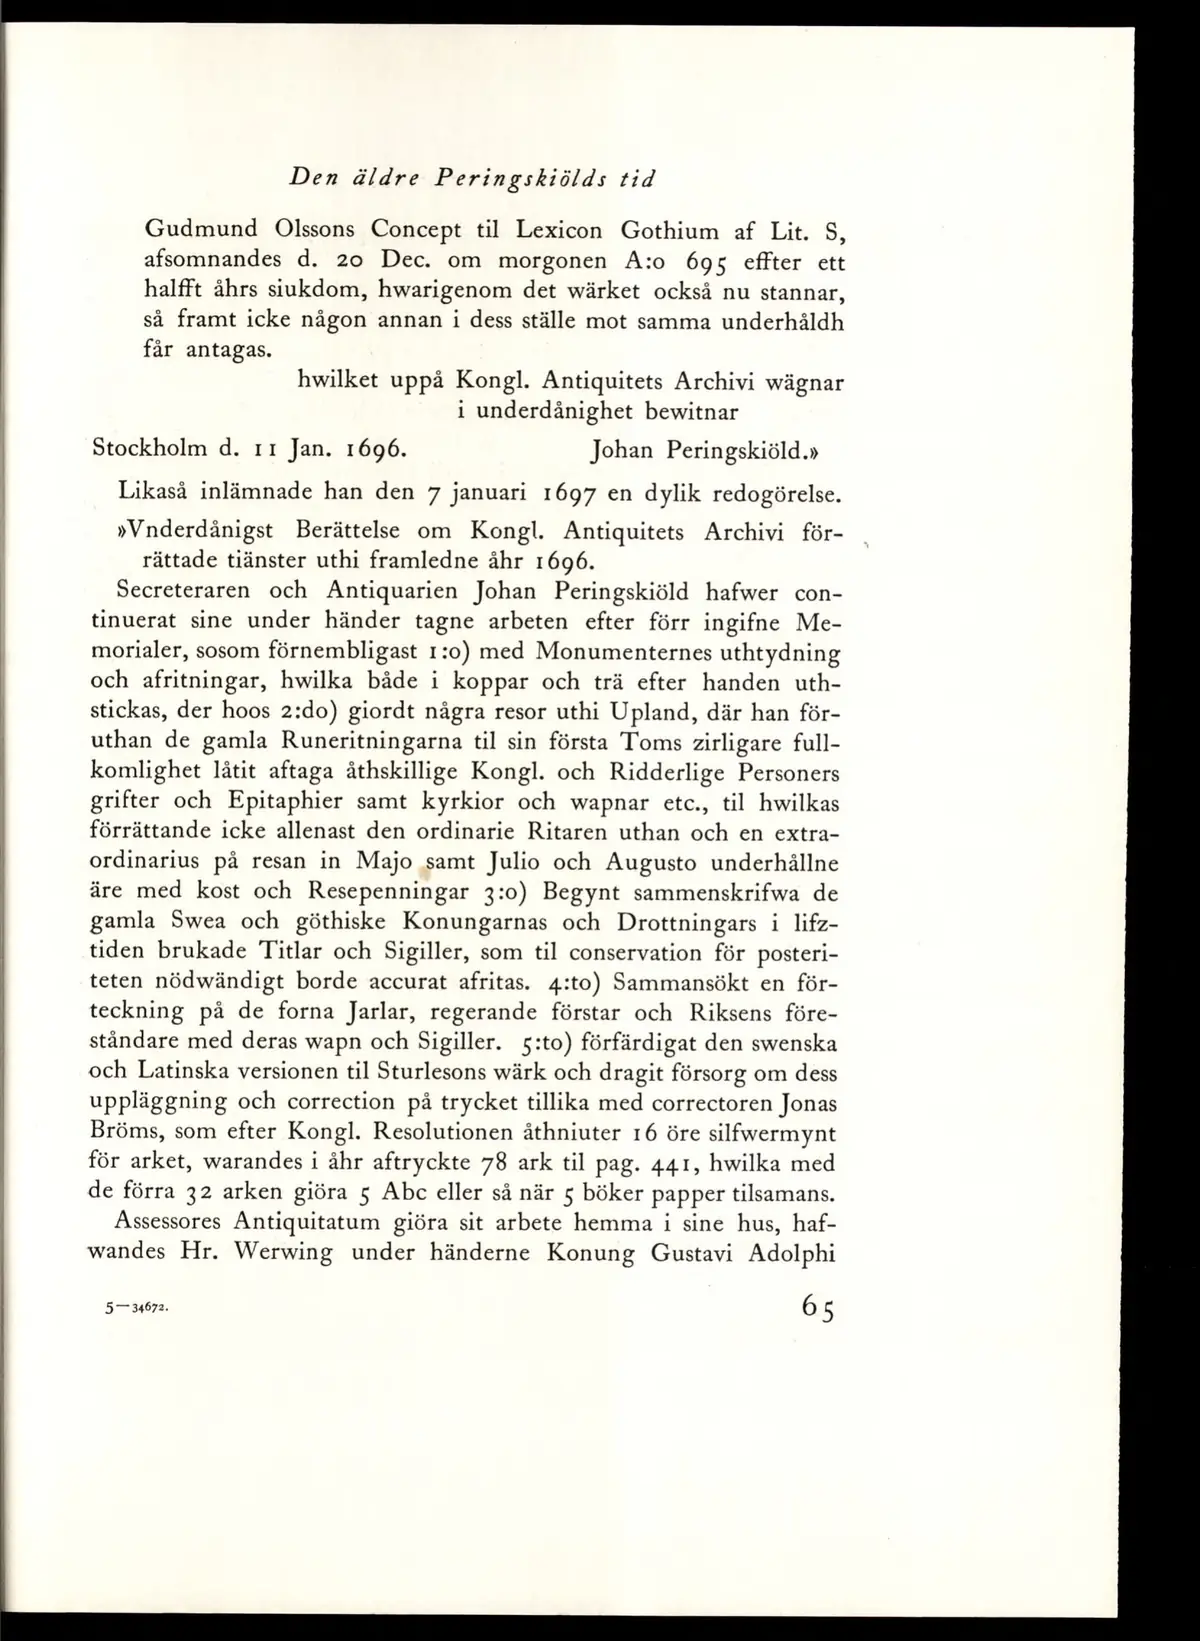 Den äldre Peringskiölds tid
Gudmund Olssons Concept til Lexicon Gothium af Lit. S,
afsomnandes d. 20 Dec. om morgonen A:o 695 effter ett
halfft åhrs siukdom, hwarigenom det wärket också nu stannar,
så framt icke någon annan i dess ställe mot samma underhåldh
får antagas.
hwilket uppå Kongl. Antiquitets Archivi wägnar
i underdånighet bewitnar
Stockholm d. 11 Jan. 1696. Johan Peringskiöld.»
Likaså inlämnade han den 7 januari 1697 en dylik redogörelse.
»Vnderdånigst Berättelse om Kongl. Antiquitets Archivi för-
rättade tiänster uthi framledne åhr 1696.
Secreteraren och Antiquarien Johan Peringskiöld hafwer con-
tinuerat sine under händer tagne arbeten efter förr ingifne Me-
morialer, sosom förnembligast 1:o) med Monumenternes uthtydning
och afritningar, hwilka både i koppar och trä efter handen uth-
stickas, der hoos 2:do) giordt några resor uthi Upland, där han för-
uthan de gamla Runeritningarna til sin första Toms zirligare full-
komlighet låtit aftaga åthskillige Kongl. och Ridderlige Personers
grifter och Epitaphier samt kyrkior och wapnar etc., til hwilkas
förrättande icke allenast den ordinarie Ritaren uthan och en extra-
ordinarius på resan in Majo samt Julio och Augusto underhållne
äre med kost och Resepenningar 3:o) Begynt sammenskrifwa de
gamla Swea och göthiske Konungarnas och Drottningars i lifz-
tiden brukade Titlar och Sigiller, som til conservation för posteri-
teten nödwändigt borde accurat afritas. 4:to) Sammansökt en för-
teckning på de forna Jarlar, regerande förstar och Riksens före-
ståndare med deras wapn och Sigiller. 5:to) förfärdigat den swenska
och Latinska versionen til Sturlesons wärk och dragit försorg om dess
uppläggning och correction på trycket tillika med correctoren Jonas
Bröms, som efter Kongl. Resolutionen åthniuter 16 öre silfwermynt
för arket, warandes i åhr aftryckte 78 ark til pag. 441, hwilka med
de förra 32 arken giöra 5 Abc eller så när 5 böker papper tilsamans.
Assessores Antiquitatum giöra sit arbete hemma i sine hus, haf-
wandes Hr. Werwing under händerne Konung Gustavi Adolphi
5—34672. 65